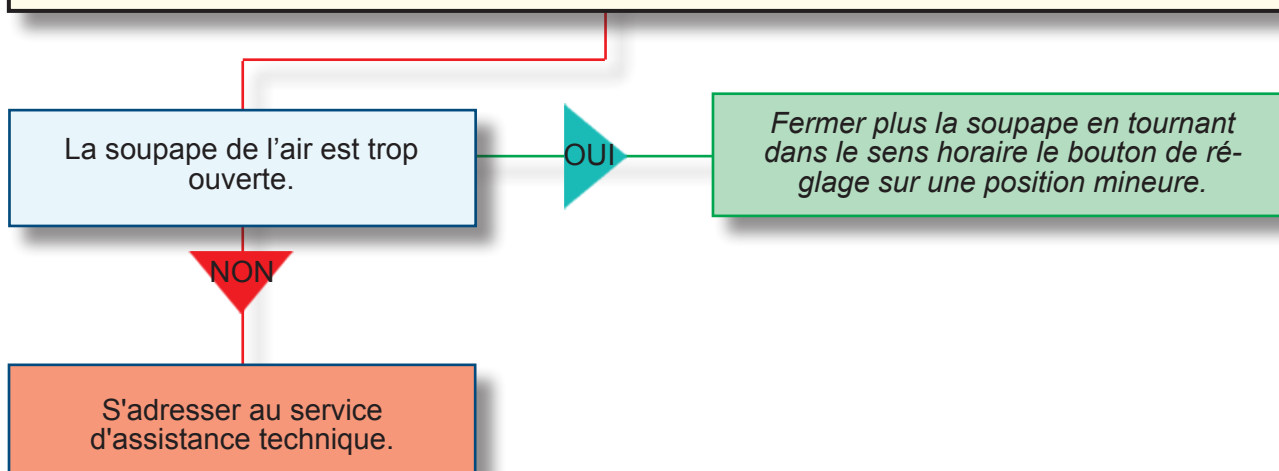 La soupape de l’air est trop
ouverte.
OUI
Fermer plus la soupape en tournant
dans le sens horaire le bouton de ré-
glage sur une position mineure.
NON
S'adresser au service
d'assistance technique.